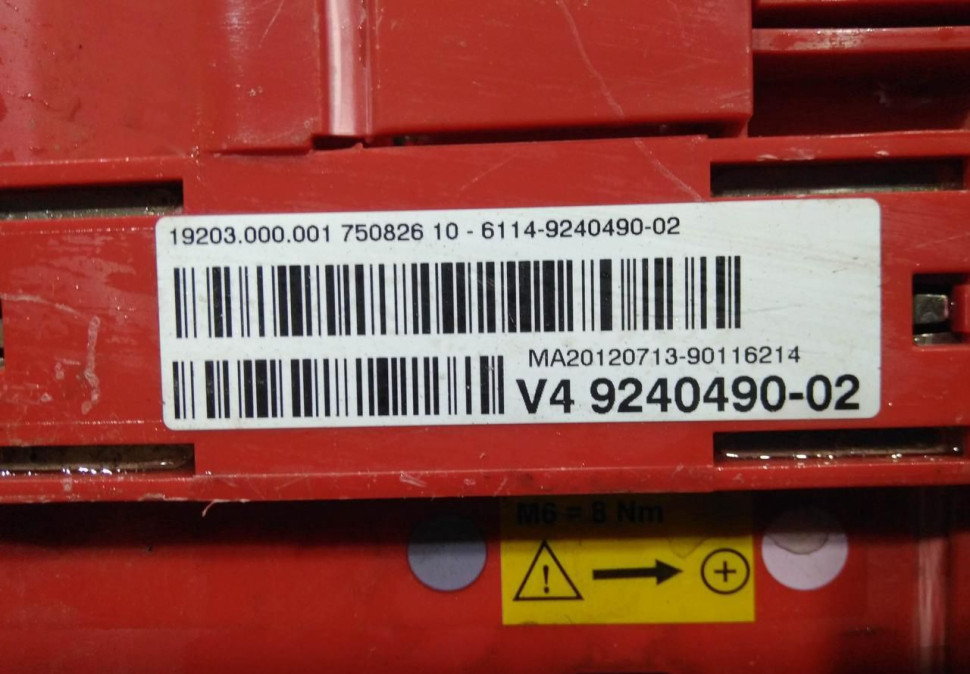 19203.000.001 750826 10 - 6114-9240490-02
MA20120713-90116214
V4 9240490-02
M6 = 8 Nm